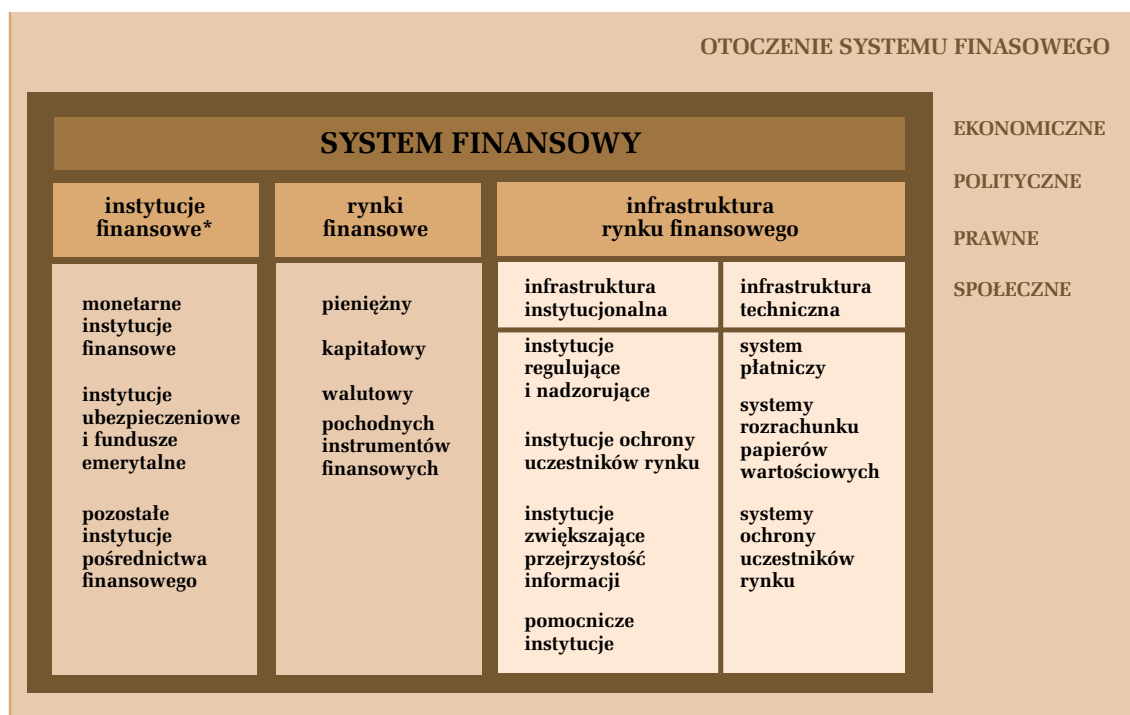 OTOCZENIE SYSTEMU FINASOWEGO
SYSTEM FINANSOWY
instytucje
finansowe*
monetarne
instytucje
finansowe
instytucje
ubezpieczeniowe
i fundusze
emerytalne
pozostałe
instytucje
pośrednictwa
finansowego
rynki
finansowe
pieniężny
kapitałowy
walutowy
pochodnych
instrumentów
finansowych
infrastruktura
rynku finansowego
infrastruktura
instytucjonalna
instytucje
regulujące
i nadzorujące
instytucje ochrony
uczestników rynku
instytucje
zwiększające
przejrzystość
informacji
pomocnicze
instytucje
infrastruktura
techniczna
system
płatniczy
systemy
rozrachunku
papierów
wartościowych
systemy
ochrony
uczestników
rynku
EKONOMICZNE
POLITYCZNE
PRAWNE
SPOŁECZNE